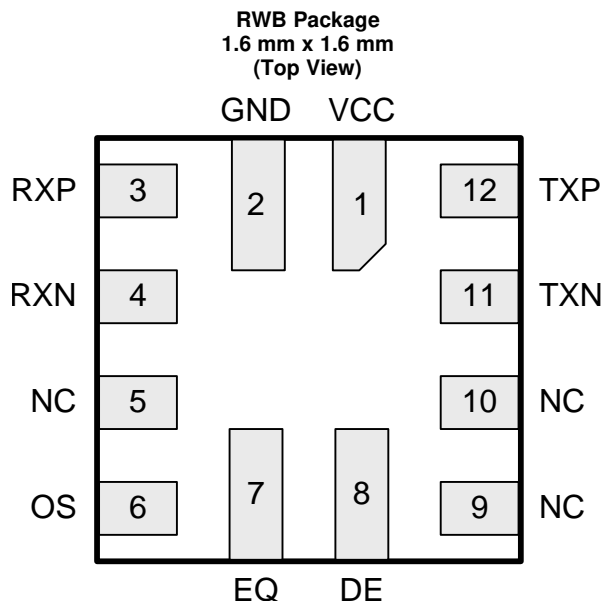 RWB Package
1.6 mm x 1.6 mm
(Top View)
GND VCC
RXP 3 2 1 12 TXP
RXN 4 11 TXN
NC 5 10 NC
OS 6 7 8 9 NC
EQ DE